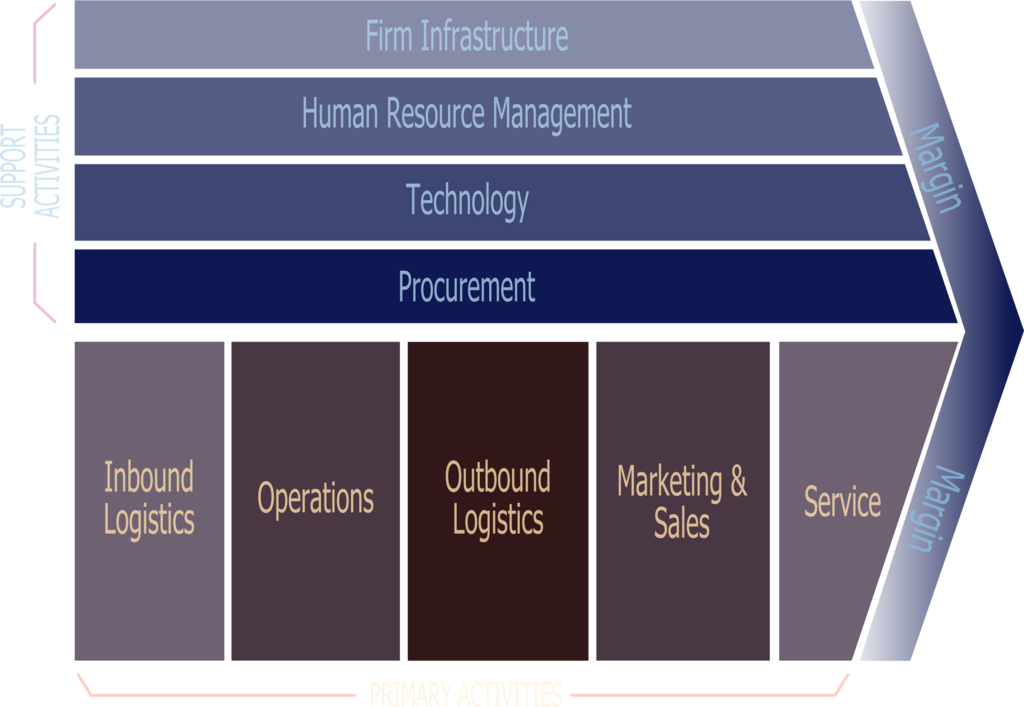 Firm Infrastructure
Human Resource Management
Technology
Procurement
SUPPORT
ACTIVITIES
Margin
Margin
Inbound
Logistics
Operations
Outbound
Logistics
Marketing &
Sales
Service
PRIMARY ACTIVITIES